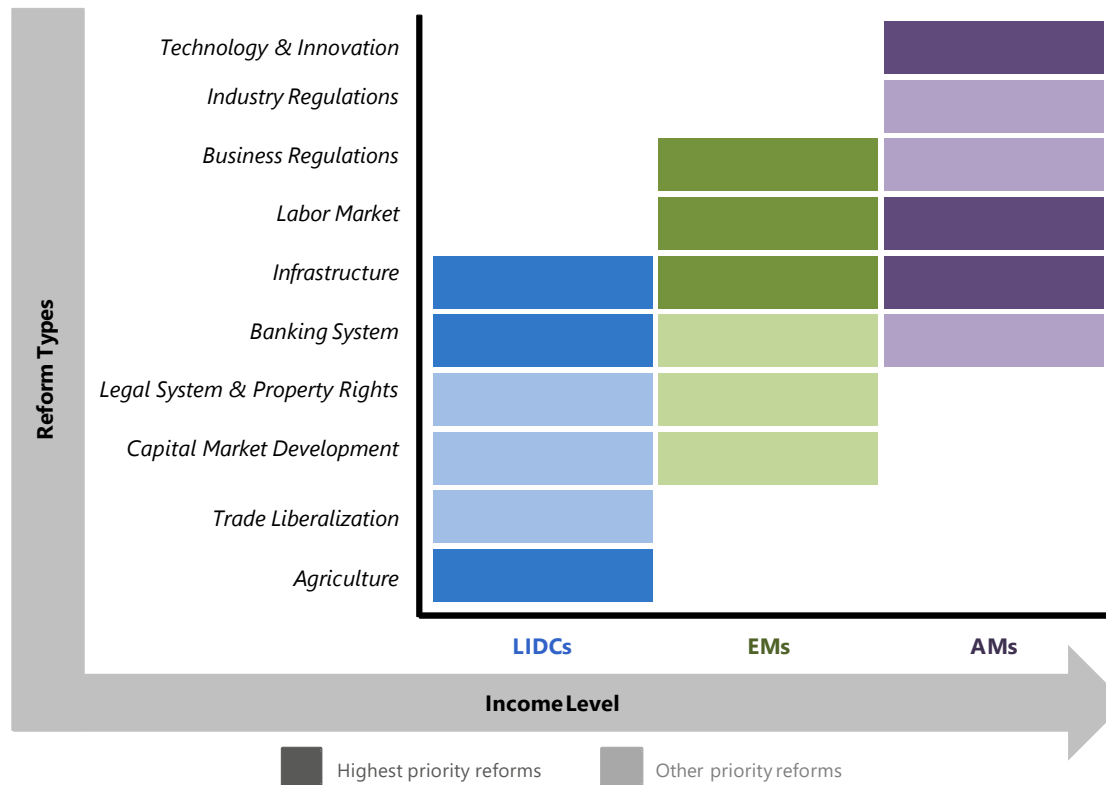 Reform Types
Technology & Innovation
Industry Regulations
Business Regulations
Labor Market
Infrastructure
Banking System
Legal System & Property Rights
Capital Market Development
Trade Liberalization
Agriculture
LIDCs EMs AMs
Income Level
Highest priority reforms Other priority reforms